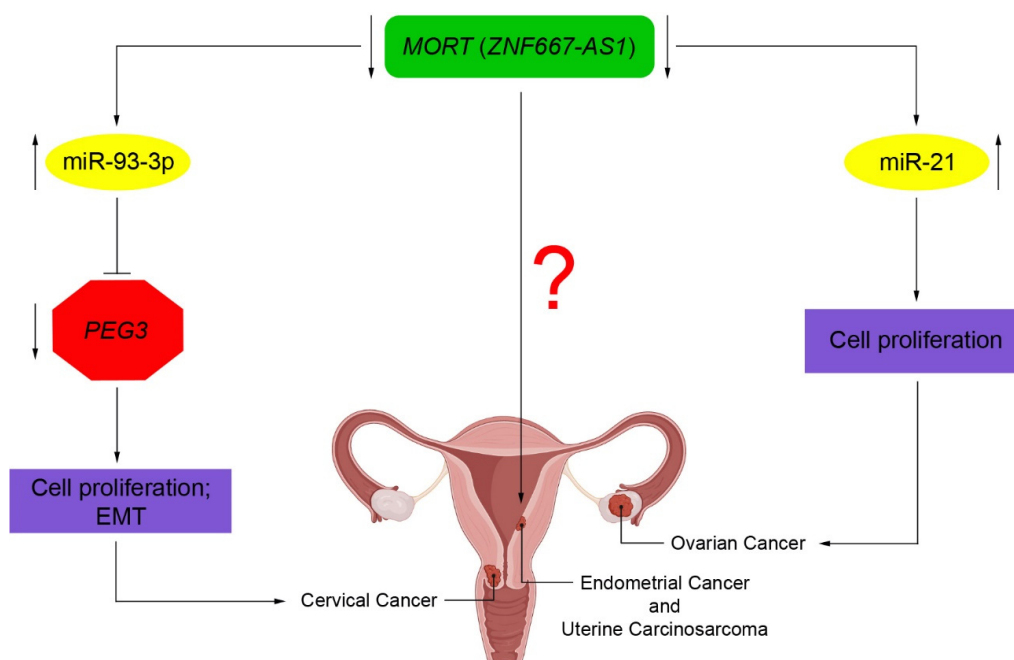 MORT (ZNF667-AS1)
miR-93-3p
miR-21
?
PEG3
Cell proliferation
Cell proliferation;
EMT
Ovarian Cancer
Cervical Cancer
Endometrial Cancer
and
Uterine Carcinosarcoma